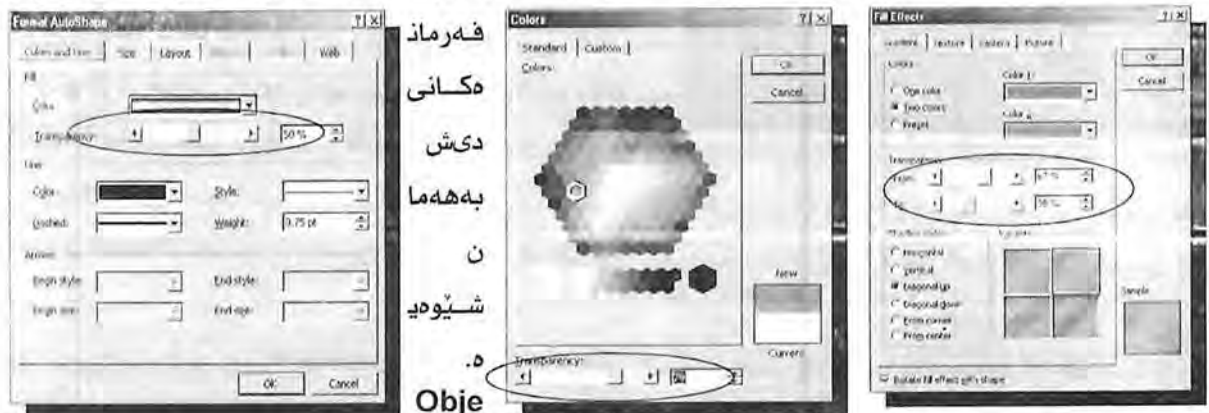 Format AutoShape
Colors and Lines Size Layout Web
Fill
Color:
Transparency: 50 %
Line
Color: Style:
Dashed: Weight: 0.75 pt
Arrows
Begin style: End style:
Begin size: End size:
OK Cancel
فەرماند
ەکانی
دیش
بەهەما
ن
شێوەی
ە.
Obje
Colors
Standard Custom
Colors:
OK
Cancel
New
Current
Transparency:
Fill Effects
Gradient Texture Pattern Picture
Colors
One color
Two colors
Preset
Color 1:
Color 2:
OK
Cancel
Transparency
From: 67 %
To:
Shading styles
Horizontal
Vertical
Diagonal up
Diagonal down
From corner
From center
Variants
Sample:
Rotate fill effect with shape